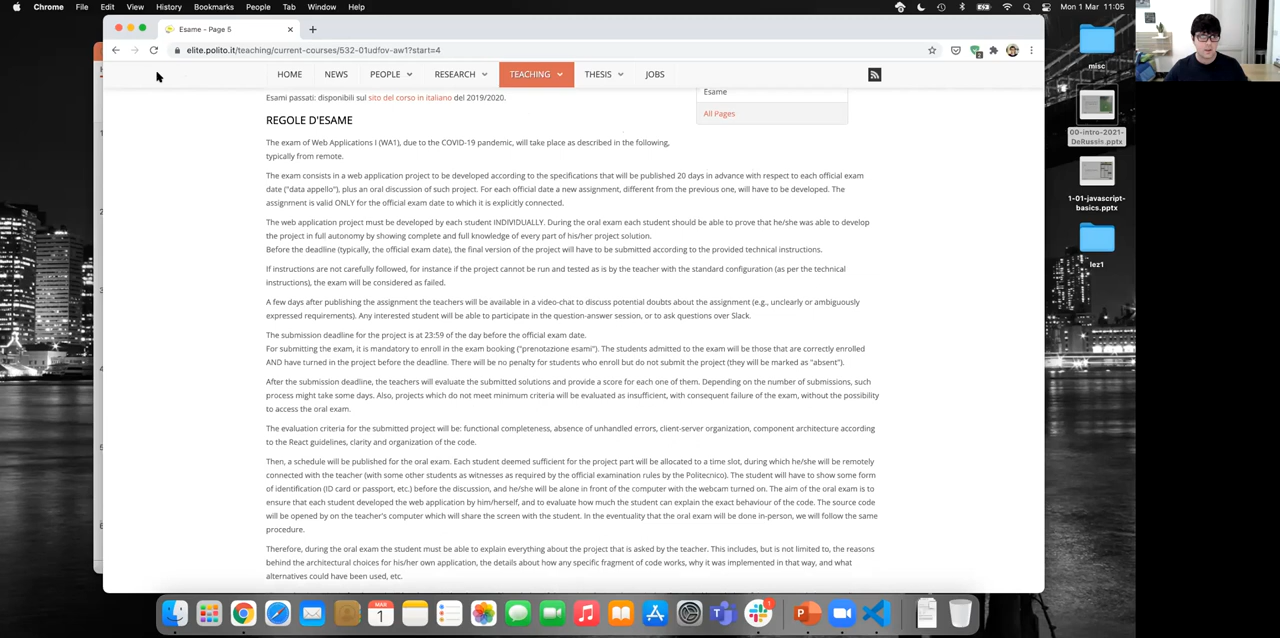 Chrome File Edit View History Bookmarks People Tab Window Help
Mon 1 Mar 11:05
Esame - Page 5
elite.polito.it/teaching/current-courses/532-01udfov-aw1?start=4
HOME NEWS PEOPLE RESEARCH TEACHING THESIS JOBS
Esami passati: disponibili sul sito del corso in italiano del 2019/2020.
Esame
All Pages
REGOLE D'ESAME
The exam of Web Applications I (WA1), due to the COVID-19 pandemic, will take place as described in the following,
typically from remote.
The exam consists in a web application project to be developed according to the specifications that will be published 20 days in advance with respect to each official exam
date ("data appello"), plus an oral discussion of such project. For each official date a new assignment, different from the previous one, will have to be developed. The
assignment is valid ONLY for the official exam date to which it is explicitly connected.
The web application project must be developed by each student INDIVIDUALLY. During the oral exam each student should be able to prove that he/she was able to develop
the project in full autonomy by showing complete and full knowledge of every part of his/her project solution.
Before the deadline (typically, the official exam date), the final version of the project will have to be submitted according to the provided technical instructions.
If instructions are not carefully followed, for instance if the project cannot be run and tested as is by the teacher with the standard configuration (as per the technical
instructions), the exam will be considered as failed.
A few days after publishing the assignment the teachers will be available in a video-chat to discuss potential doubts about the assignment (e.g., unclearly or ambiguously
expressed requirements). Any interested student will be able to participate in the question-answer session, or to ask questions over Slack.
The submission deadline for the project is at 23:59 of the day before the official exam date.
For submitting the exam, it is mandatory to enroll in the exam booking ("prenotazione esami"). The students admitted to the exam will be those that are correctly enrolled
AND have turned in the project before the deadline. There will be no penalty for students who enroll but do not submit the project (they will be marked as "absent").
After the submission deadline, the teachers will evaluate the submitted solutions and provide a score for each one of them. Depending on the number of submissions, such
process might take some days. Also, projects which do not meet minimum criteria will be evaluated as insufficient, with consequent failure of the exam, without the possibility
to access the oral exam.
The evaluation criteria for the submitted project will be: functional completeness, absence of unhandled errors, client-server organization, component architecture according
to the React guidelines, clarity and organization of the code.
Then, a schedule will be published for the oral exam. Each student deemed sufficient for the project part will be allocated to a time slot, during which he/she will be remotely
connected with the teacher (with some other students as witnesses as required by the official examination rules by the Politecnico). The student will have to show some form
of identification (ID card or passport, etc.) before the discussion, and he/she will be alone in front of the computer with the webcam turned on. The aim of the oral exam is to
ensure that each student developed the web application by him/herself, and to evaluate how much the student can explain the exact behaviour of the code. The source code
will be opened by on the teacher's computer which will share the screen with the student. In the eventuality that the oral exam will be done in-person, we will follow the same
procedure.
Therefore, during the oral exam the student must be able to explain everything about the project that is asked by the teacher. This includes, but is not limited to, the reasons
behind the architectural choices for his/her own application, the details about how any specific fragment of code works, why it was implemented in that way, and what
alternatives could have been used, etc.
misc
00-intro-2021-
DeRussis.pptx
1-01-javascript-
basics.pptx
lez1
MAR
1